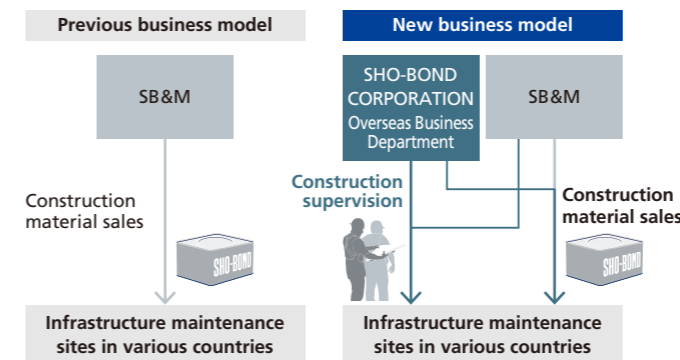 Previous business model
SB&M
Construction
material sales
SHO-BOND
Infrastructure maintenance
sites in various countries
New business model
SHO-BOND
CORPORATION
Overseas Business
Department
SB&M
Construction
supervision
Construction
material sales
SHO-BOND
Infrastructure maintenance
sites in various countries